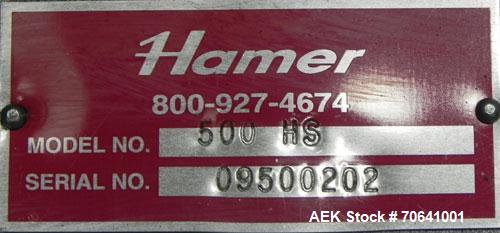 Hamer
800-927-4674
MODEL NO. 500 HS
SERIAL NO. 09500202
AEK Stock # 70641001